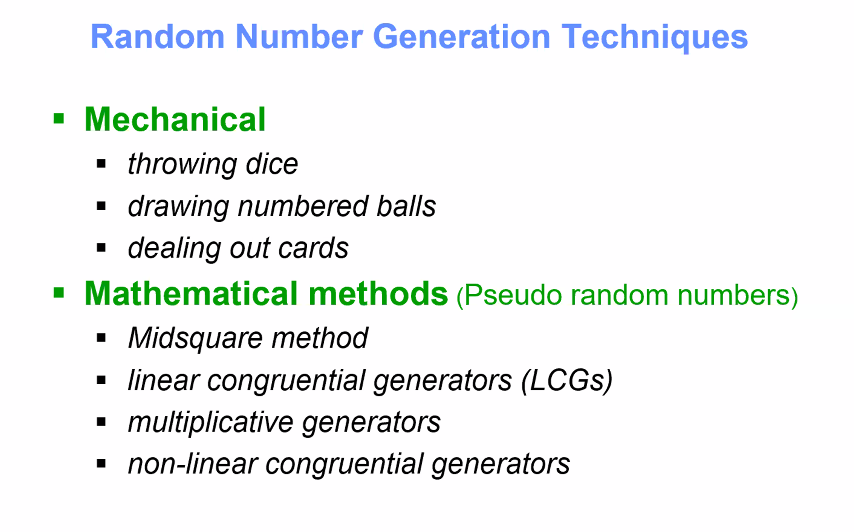 Random Number Generation Techniques
▪ Mechanical
▪ throwing dice
▪ drawing numbered balls
▪ dealing out cards
▪ Mathematical methods (Pseudo random numbers)
▪ Midsquare method
▪ linear congruential generators (LCGs)
▪ multiplicative generators
▪ non-linear congruential generators